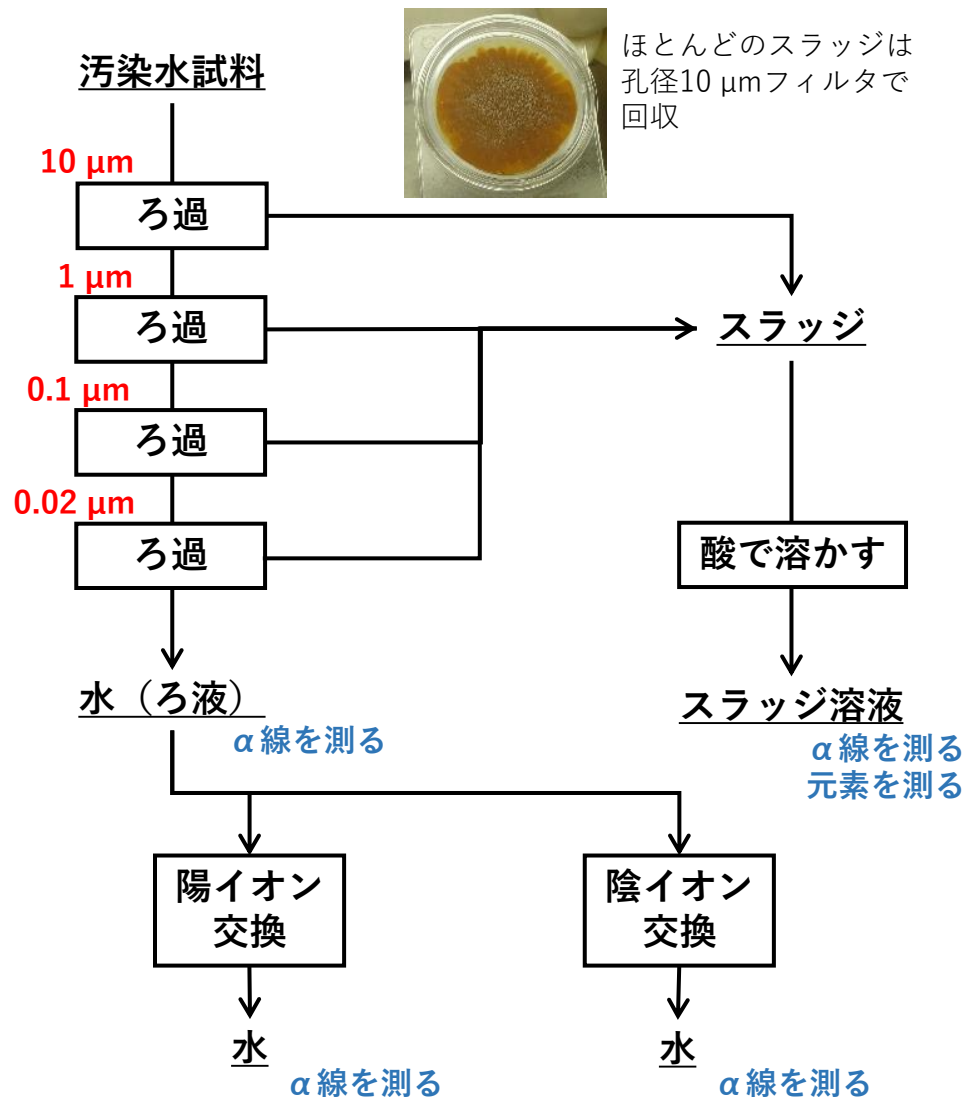 汚染水試料
ほとんどのスラッジは
孔径10 μmフィルタで
回収
10 μm
ろ過
1 μm
ろ過
スラッジ
0.1 μm
ろ過
0.02 μm
ろ過
酸で溶かす
水（ろ液）
α線を測る
スラッジ溶液
α線を測る
元素を測る
陽イオン
交換
陰イオン
交換
水
α線を測る
水
α線を測る